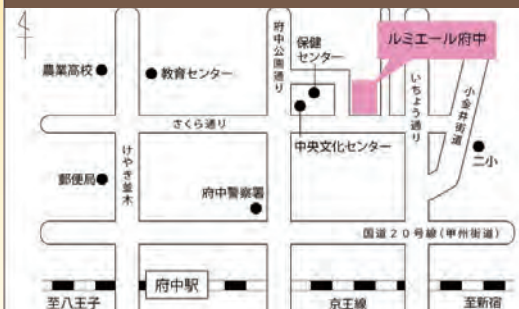 ルミエール府中
府中公園通り
保健
センター
農業高校
教育センター
いちょう通り
小金井街道
さくら通り
中央文化センター
二小
けやき並木
郵便局
府中警察署
国道20号線(甲州街道)
府中駅
至八王子
京王線
至新宿